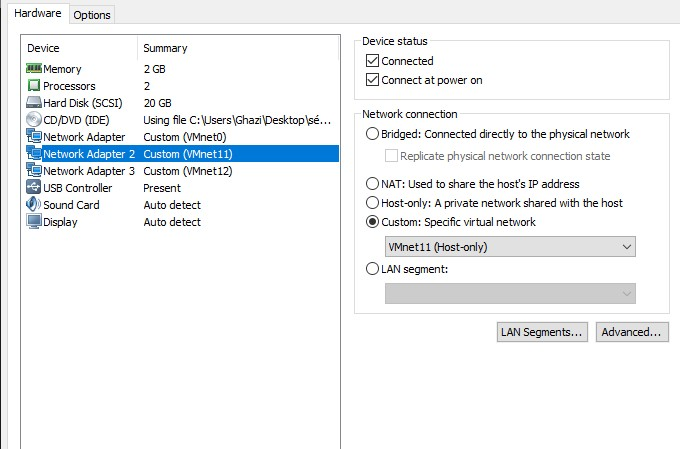 Hardware
Options
Device Summary
Memory 2 GB
Processors 2
Hard Disk (SCSI) 20 GB
CD/DVD (IDE) Using file C:\Users\Ghazi\Desktop\sé...
Network Adapter Custom (VMnet0)
Network Adapter 2 Custom (VMnet11)
Network Adapter 3 Custom (VMnet12)
USB Controller Present
Sound Card Auto detect
Display Auto detect
Device status
Connected
Connect at power on
Network connection
Bridged: Connected directly to the physical network
Replicate physical network connection state
NAT: Used to share the host's IP address
Host-only: A private network shared with the host
Custom: Specific virtual network
VMnet11 (Host-only)
LAN segment:
LAN Segments... Advanced...